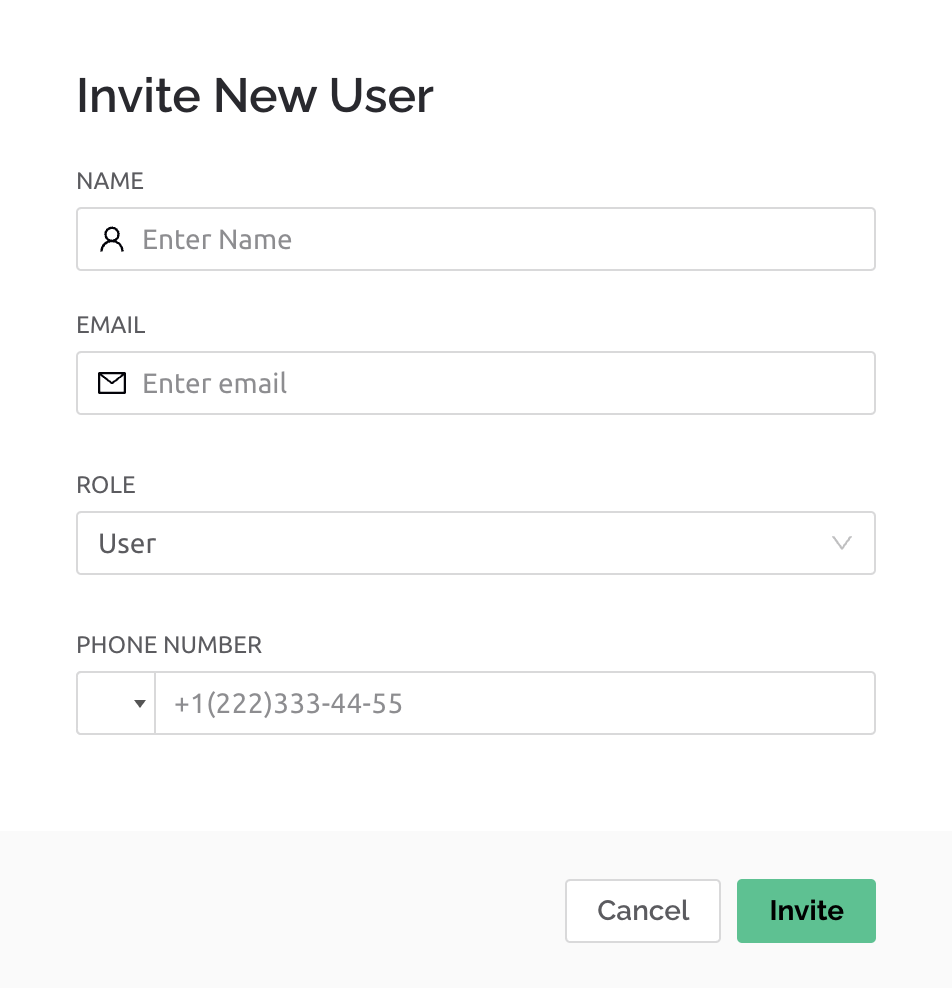 Invite New User
NAME
Enter Name
EMAIL
Enter email
ROLE
User
PHONE NUMBER
+1(222)333-44-55
Cancel Invite